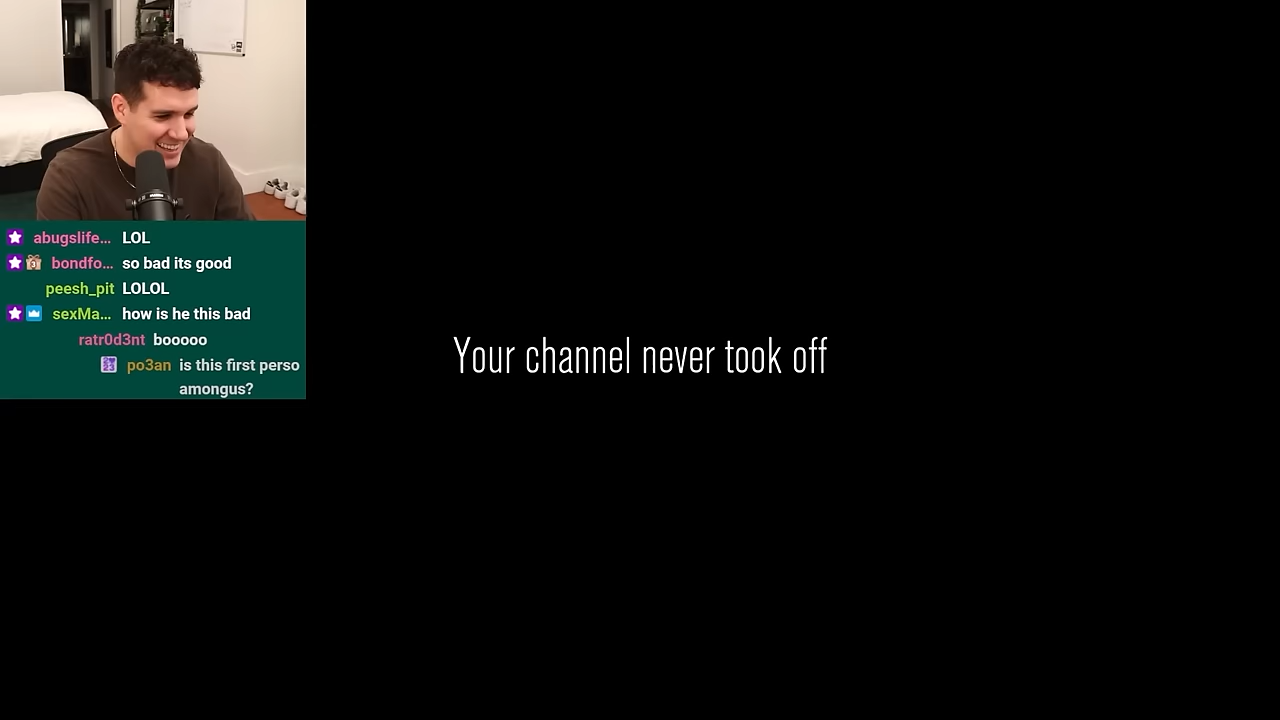 abugslife... LOL
bondfo... so bad its good
peesh_pit LOLOL
sexMa... how is he this bad
ratr0d3nt booooo
po3an is this first perso
amongus?
Your channel never took off